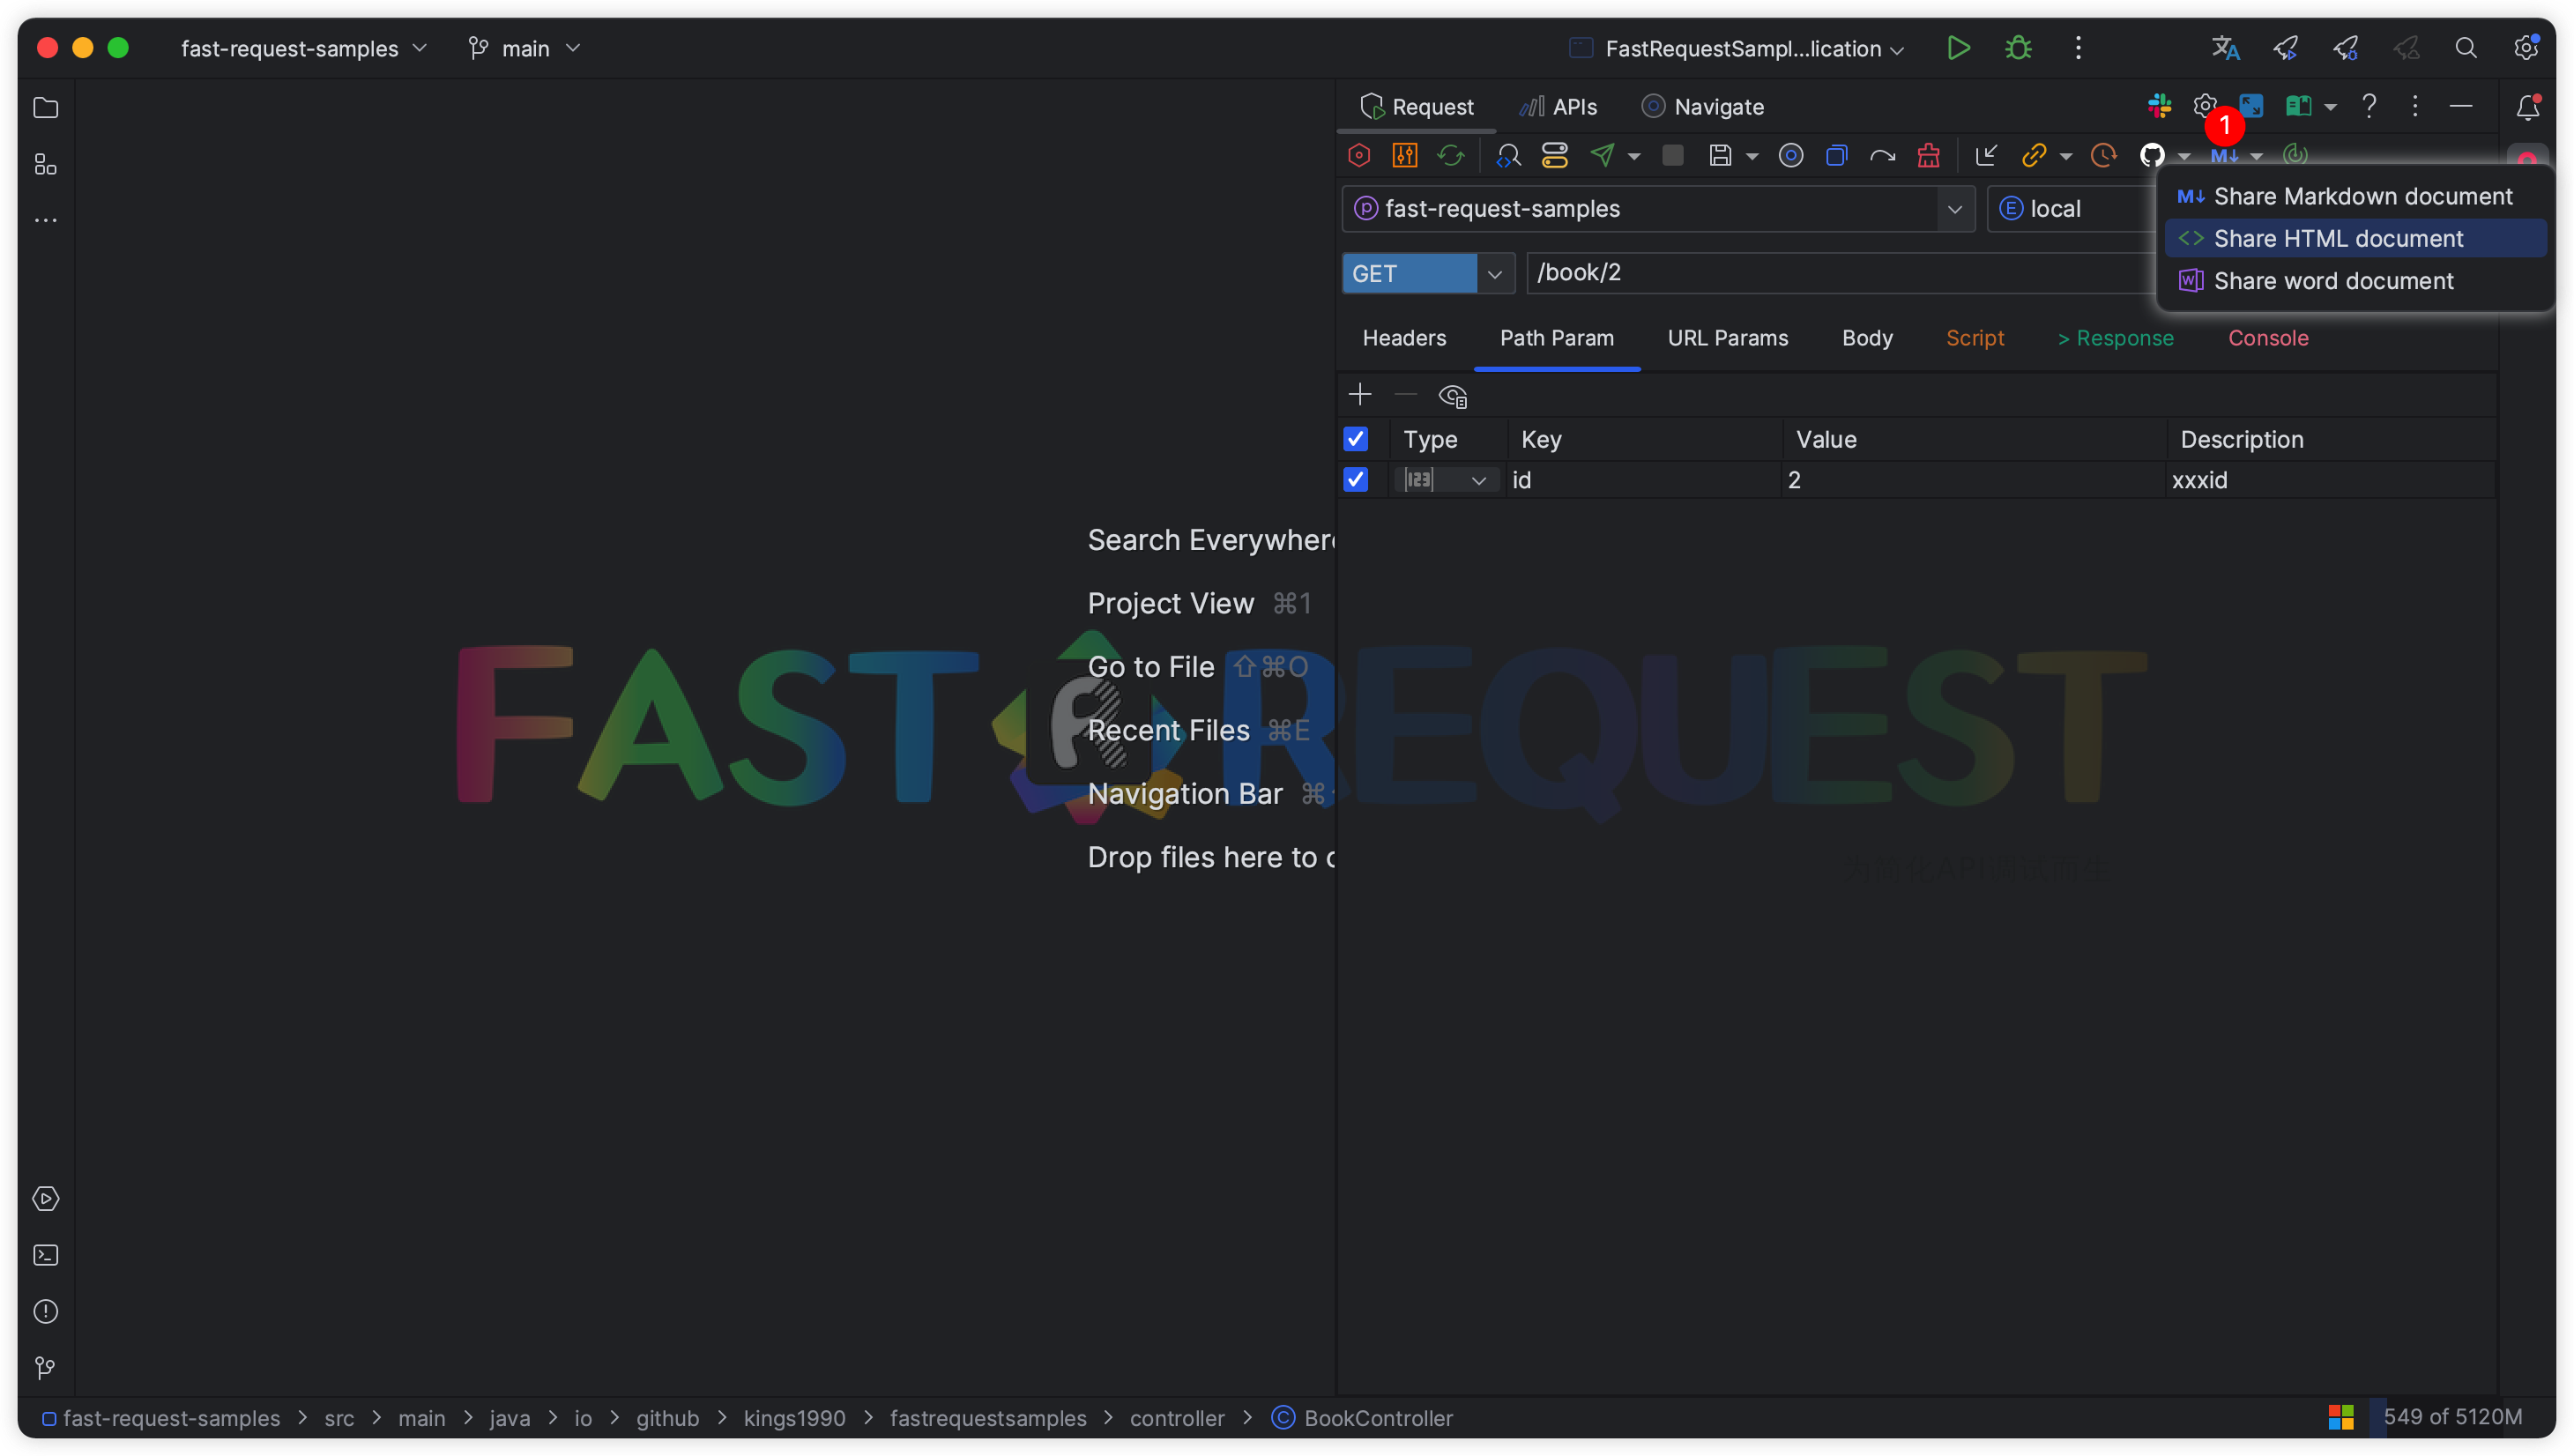 fast-request-samples main FastRequestSampl...lication
Request APIs Navigate
1
M↓
fast-request-samples
E local
M↓ Share Markdown document
<> Share HTML document
Share word document
GET /book/2
Headers Path Param URL Params Body Script > Response Console
Type Key Value Description
123 id 2 xxxid
Search Everywhere
Project View ⌘1
Go to File ⇧⌘O
Recent Files ⌘E
Navigation Bar ⌘
Drop files here to
FAST REQUEST
fast-request-samples > src > main > java > io > github > kings1990 > fastrequestsamples > controller > BookController
549 of 5120M